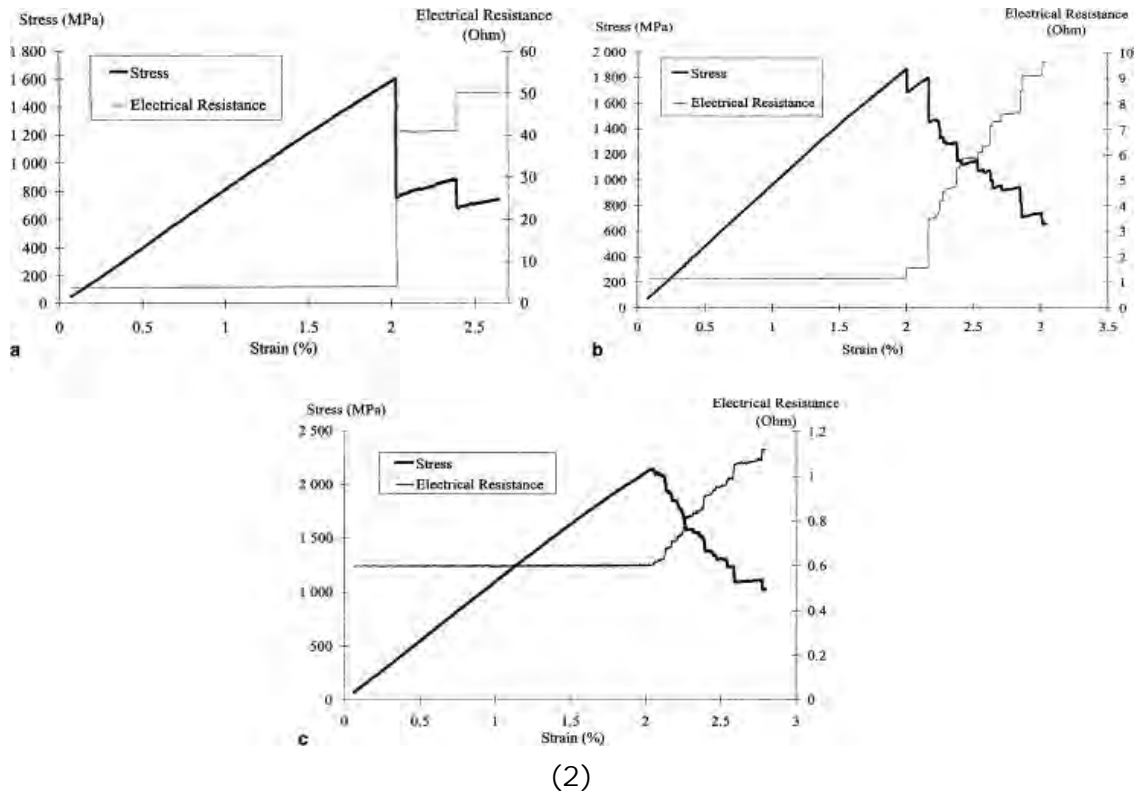 Stress (MPa)
Electrical Resistance
(Ohm)
1 800
1 600
1 400
1 200
1 000
800
600
400
200
0
60
50
40
30
20
10
0
Stress
Electrical Resistance
0 0.5 1 1.5 2 2.5
a
Strain (%)
Stress (MPa)
Electrical Resistance
(Ohm)
2 000
1 800
1 600
1 400
1 200
1 000
800
600
400
200
0
10
9
8
7
6
5
4
3
2
1
0
Stress
Electrical Resistance
0 0.5 1 1.5 2 2.5 3 3.5
b
Strain (%)
Stress (MPa)
Electrical Resistance
(Ohm)
2 500
2 000
1 500
1 000
500
0
1.2
1
0.8
0.6
0.4
0.2
0
Stress
Electrical Resistance
0 0.5 1 1.5 2 2.5 3
c
Strain (%)
(2)